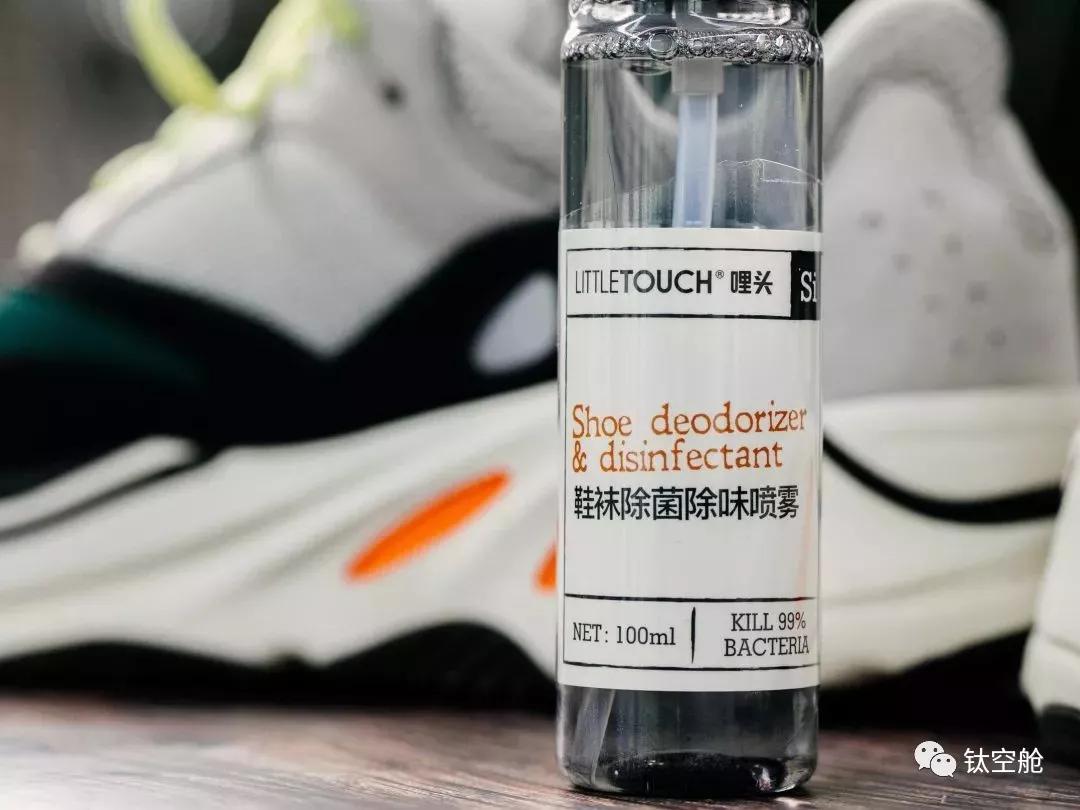 LITTLETOUCH® 哩头
Si
Shoe deodorizer
& disinfectant
鞋袜除菌除味喷雾
NET: 100ml
KILL 99%
BACTERIA
钛空舱